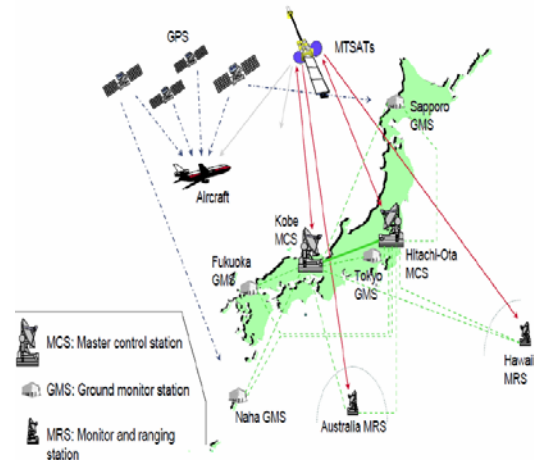 GPS
MTSATs
Sapporo
GMS
Aircraft
Kobe
MCS
Hitachi-Ota
MCS
Fukuoka
GMS
Tokyo
GMS
Hawaii
MRS
Naha GMS
Australia MRS
MCS: Master control station
GMS: Ground monitor station
MRS: Monitor and ranging
station